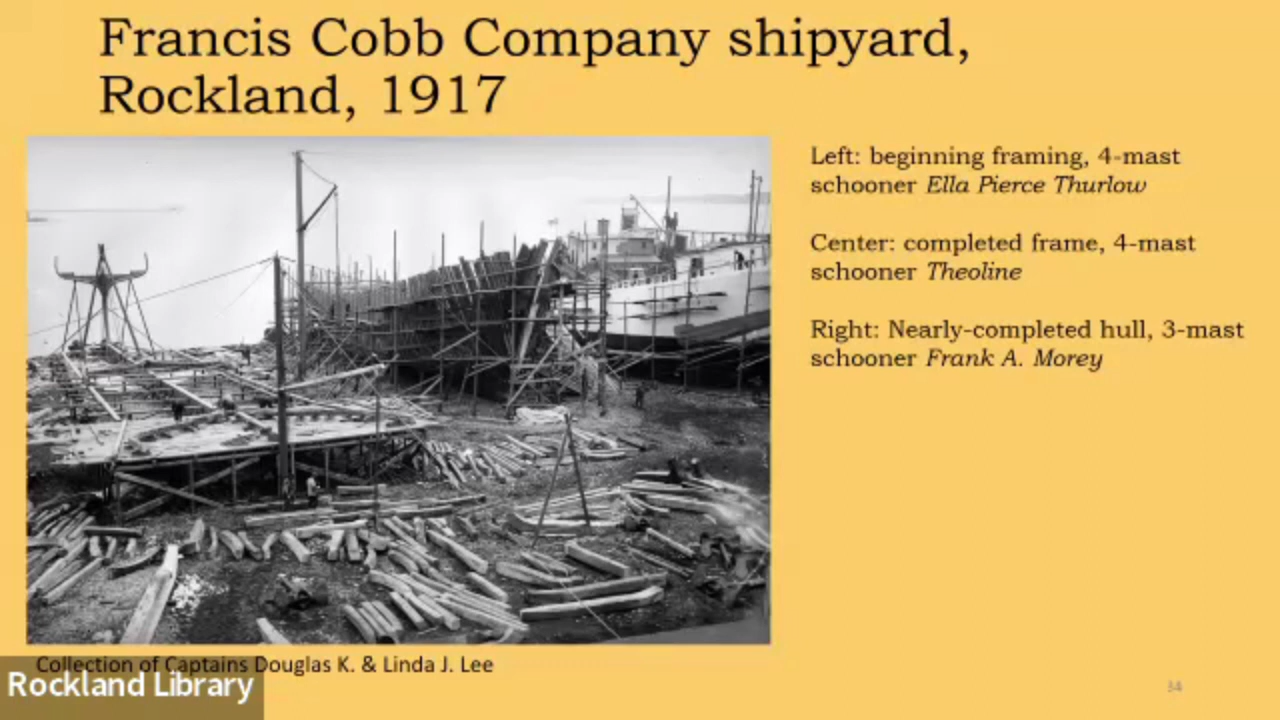 Francis Cobb Company shipyard,
Rockland, 1917
Left: beginning framing, 4-mast
schooner Ella Pierce Thurlow
Center: completed frame, 4-mast
schooner Theoline
Right: Nearly-completed hull, 3-mast
schooner Frank A. Morey
Collection of Captains Douglas K. & Linda J. Lee
Rockland Library
34